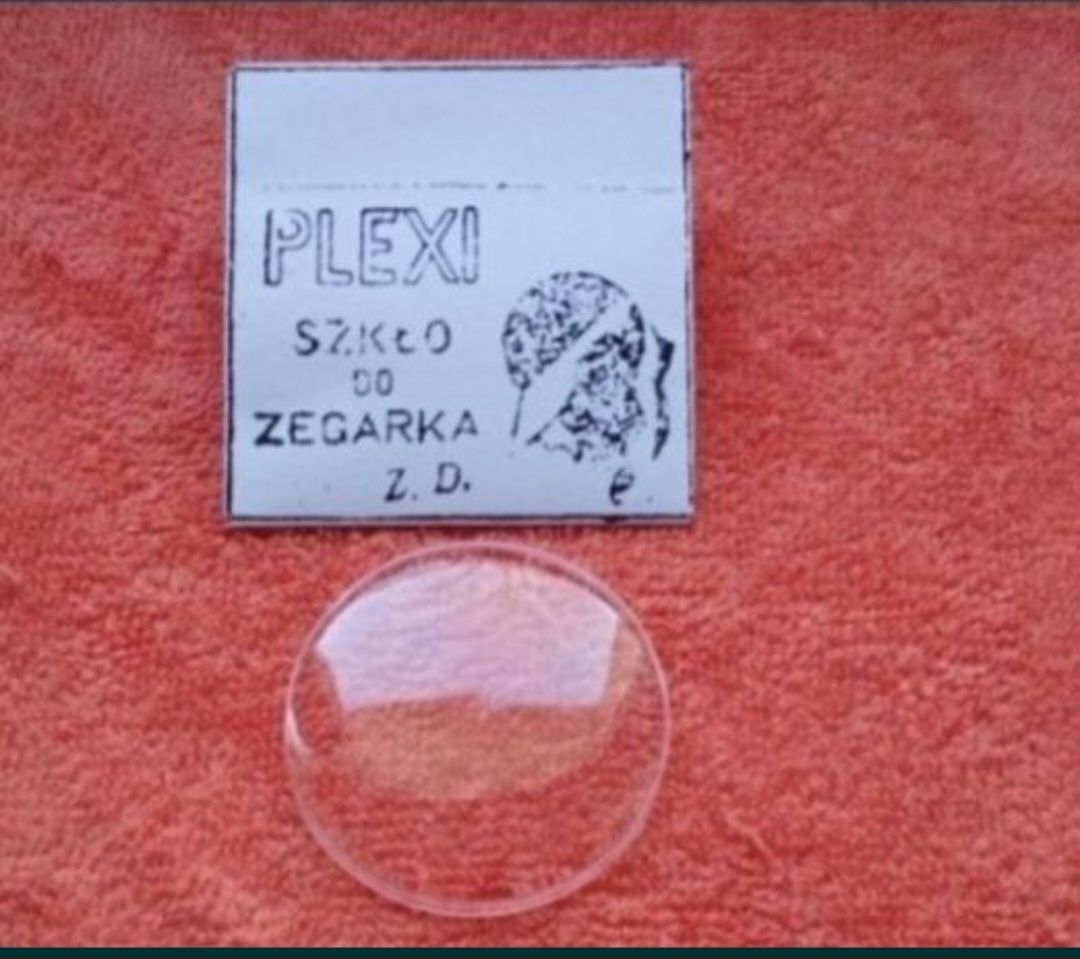 PLEXI
SZKŁO
DO
ZEGARKA
Z. D.